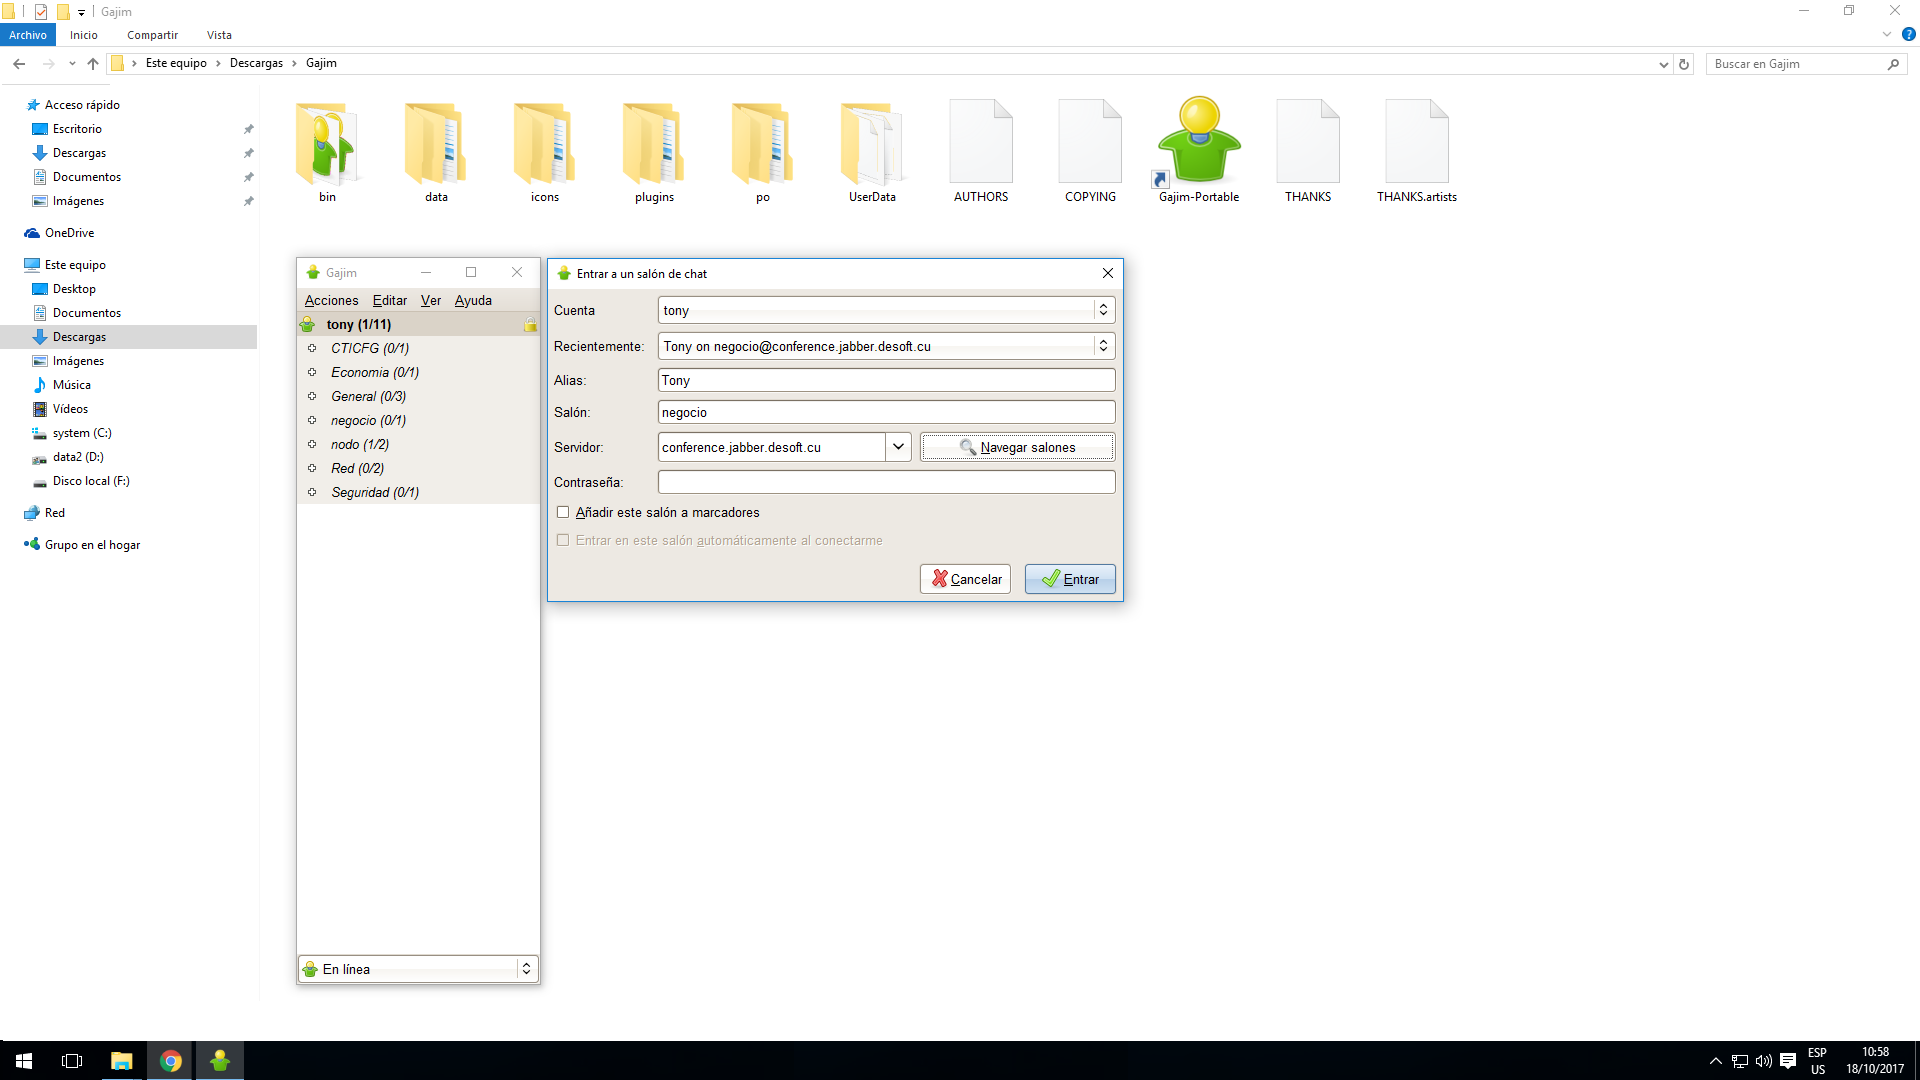 Gajim
Archivo
Inicio
Compartir
Vista
Este equipo
Descargas
Gajim
Buscar en Gajim
Acceso rápido
Escritorio
Descargas
Documentos
Imágenes
OneDrive
Este equipo
Desktop
Documentos
Descargas
Imágenes
Música
Vídeos
system (C:)
data2 (D:)
Disco local (F:)
Red
Grupo en el hogar
bin
data
icons
plugins
po
UserData
AUTHORS
COPYING
Gajim-Portable
THANKS
THANKS.artists
Gajim
Acciones Editar Ver Ayuda
tony (1/11)
CTICFG (0/1)
Economia (0/1)
General (0/3)
negocio (0/1)
nodo (1/2)
Red (0/2)
Seguridad (0/1)
En línea
Entrar a un salón de chat
Cuenta tony
Recientemente: Tony on negocio@conference.jabber.desoft.cu
Alias: Tony
Salón: negocio
Servidor: conference.jabber.desoft.cu Navegar salones
Contraseña:
Añadir este salón a marcadores
Entrar en este salón automáticamente al conectarme
Cancelar Entrar
ESP
US
10:58
18/10/2017